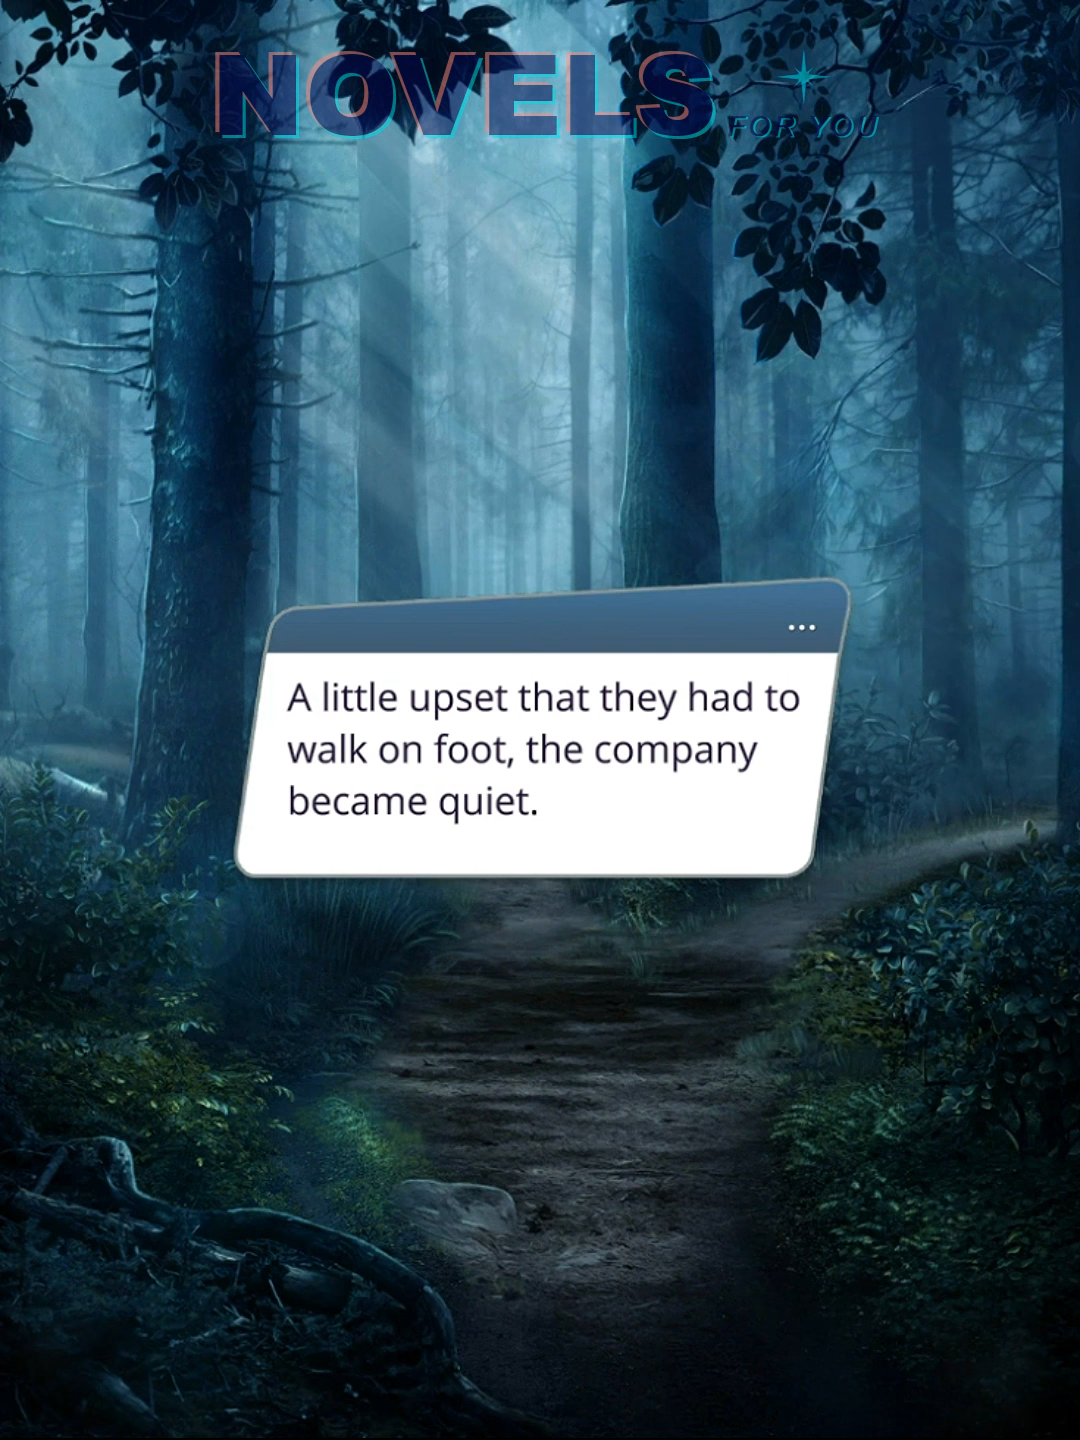 NOVELS FOR YOU
...
A little upset that they had to
walk on foot, the company
became quiet.